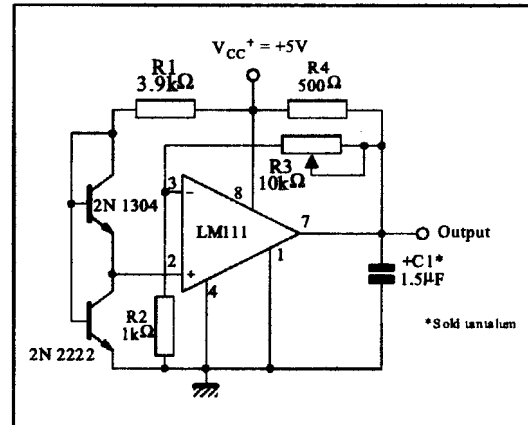 V_CC^+ = +5V
R1
3.9kΩ
R4
500Ω
R3
10kΩ
3
−
8
2N 1304
LM111
7
Output
2
+
1
4
+C1*
1.5µF
R2
1kΩ
2N 2222
*Solid tantalum